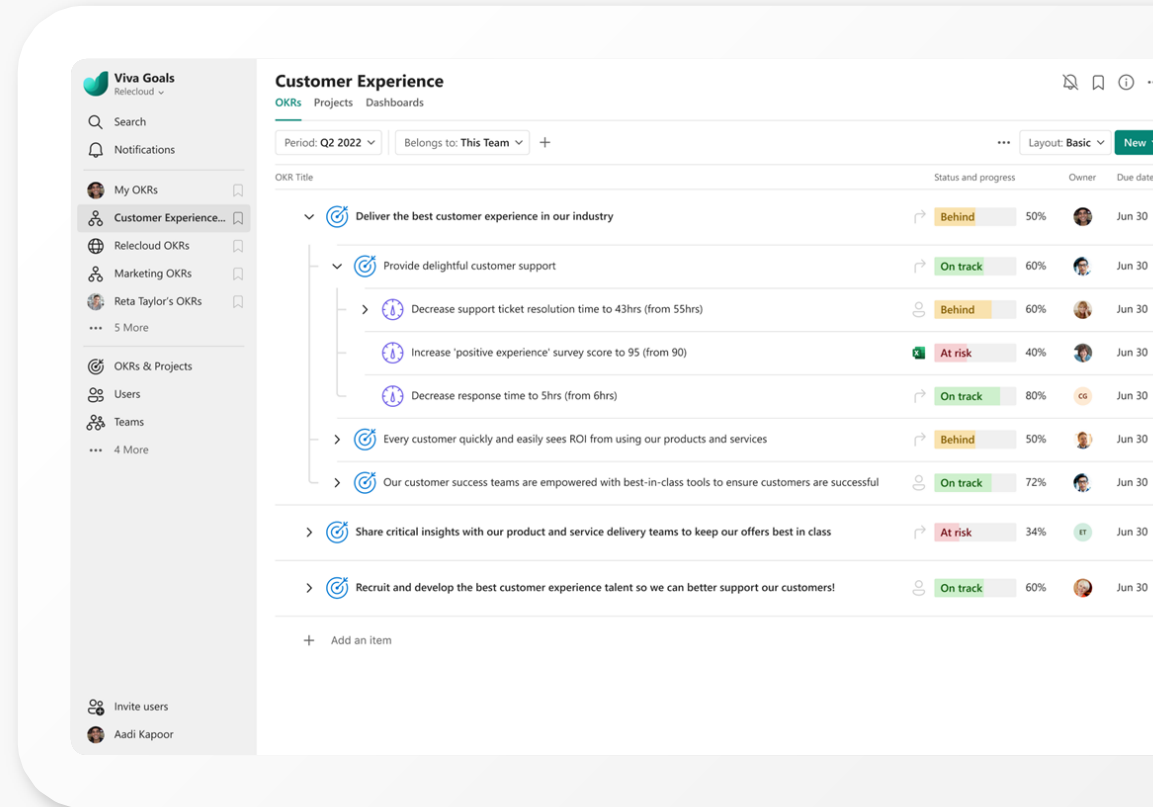 Viva Goals
Relecloud
Search
Notifications
My OKRs
Customer Experience...
Relecloud OKRs
Marketing OKRs
Reta Taylor's OKRs
5 More
OKRs & Projects
Users
Teams
4 More
Invite users
Aadi Kapoor
Customer Experience
OKRs Projects Dashboards
Period: Q2 2022 Belongs to: This Team Layout: Basic New
OKR Title Status and progress Owner Due date
Deliver the best customer experience in our industry Behind 50% Jun 30
Provide delightful customer support On track 60% Jun 30
Decrease support ticket resolution time to 43hrs (from 55hrs) Behind 60% Jun 30
Increase 'positive experience' survey score to 95 (from 90) At risk 40% Jun 30
Decrease response time to 5hrs (from 6hrs) On track 80% CG Jun 30
Every customer quickly and easily sees ROI from using our products and services Behind 50% Jun 30
Our customer success teams are empowered with best-in-class tools to ensure customers are successful On track 72% Jun 30
Share critical insights with our product and service delivery teams to keep our offers best in class At risk 34% ET Jun 30
Recruit and develop the best customer experience talent so we can better support our customers! On track 60% Jun 30
Add an item